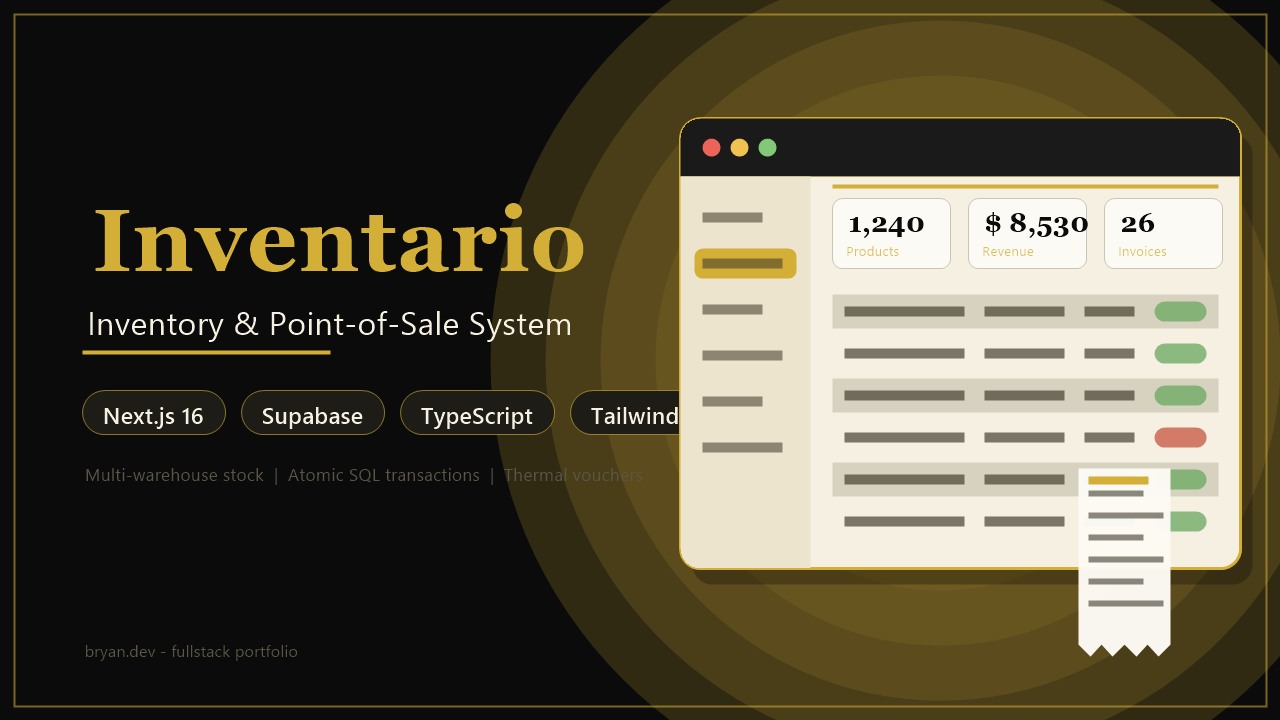 Inventario
Inventory & Point-of-Sale System
Next.js 16 Supabase TypeScript Tailwind
Multi-warehouse stock | Atomic SQL transactions | Thermal vouchers
bryan.dev - fullstack portfolio
1,240 $ 8,530 26
Products Revenue Invoices